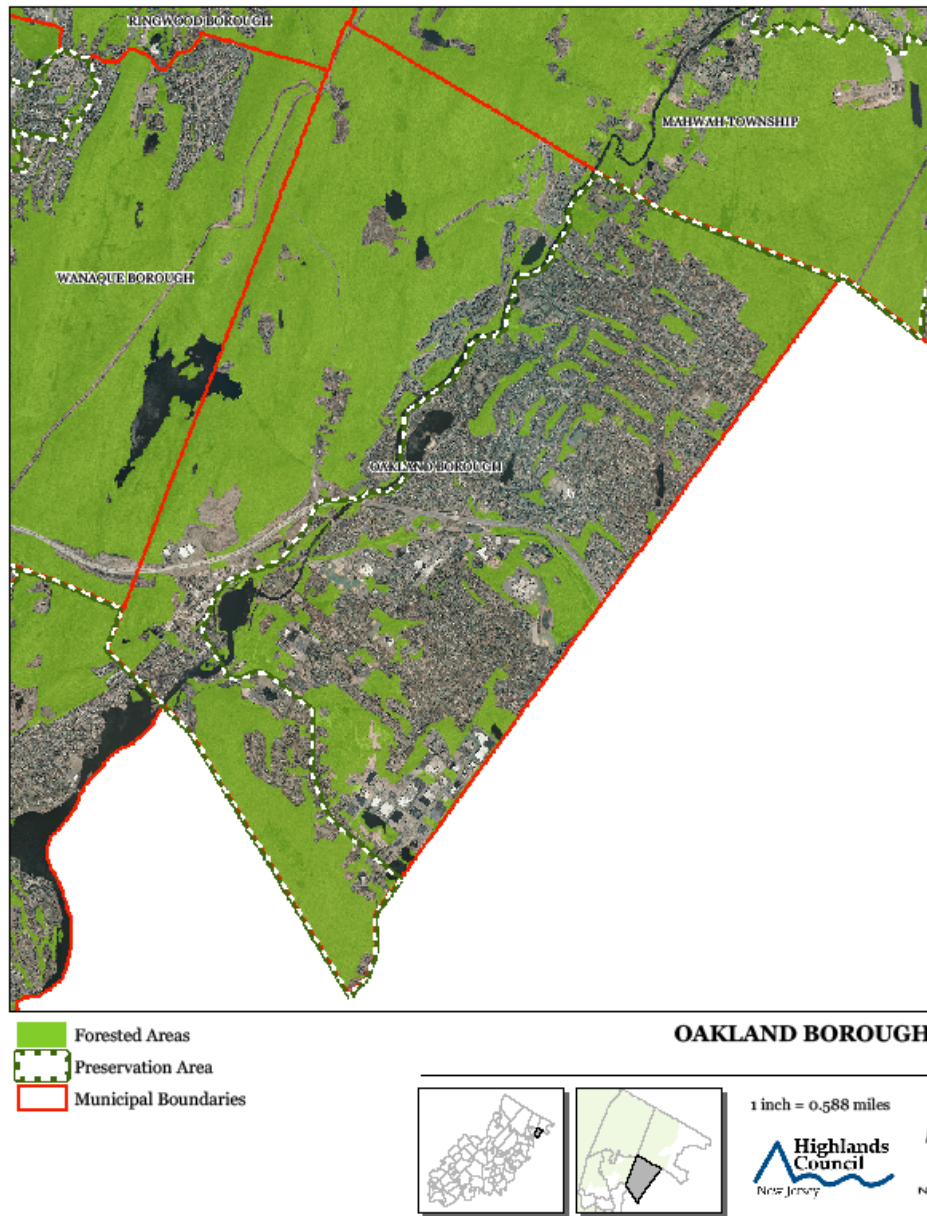 RINGWOOD BOROUGH
MAHWAH TOWNSHIP
WANAQUE BOROUGH
OAKLAND BOROUGH
Forested Areas
Preservation Area
Municipal Boundaries
OAKLAND BOROUGH
1 inch = 0.588 miles
Highlands
Council
New Jersey
N